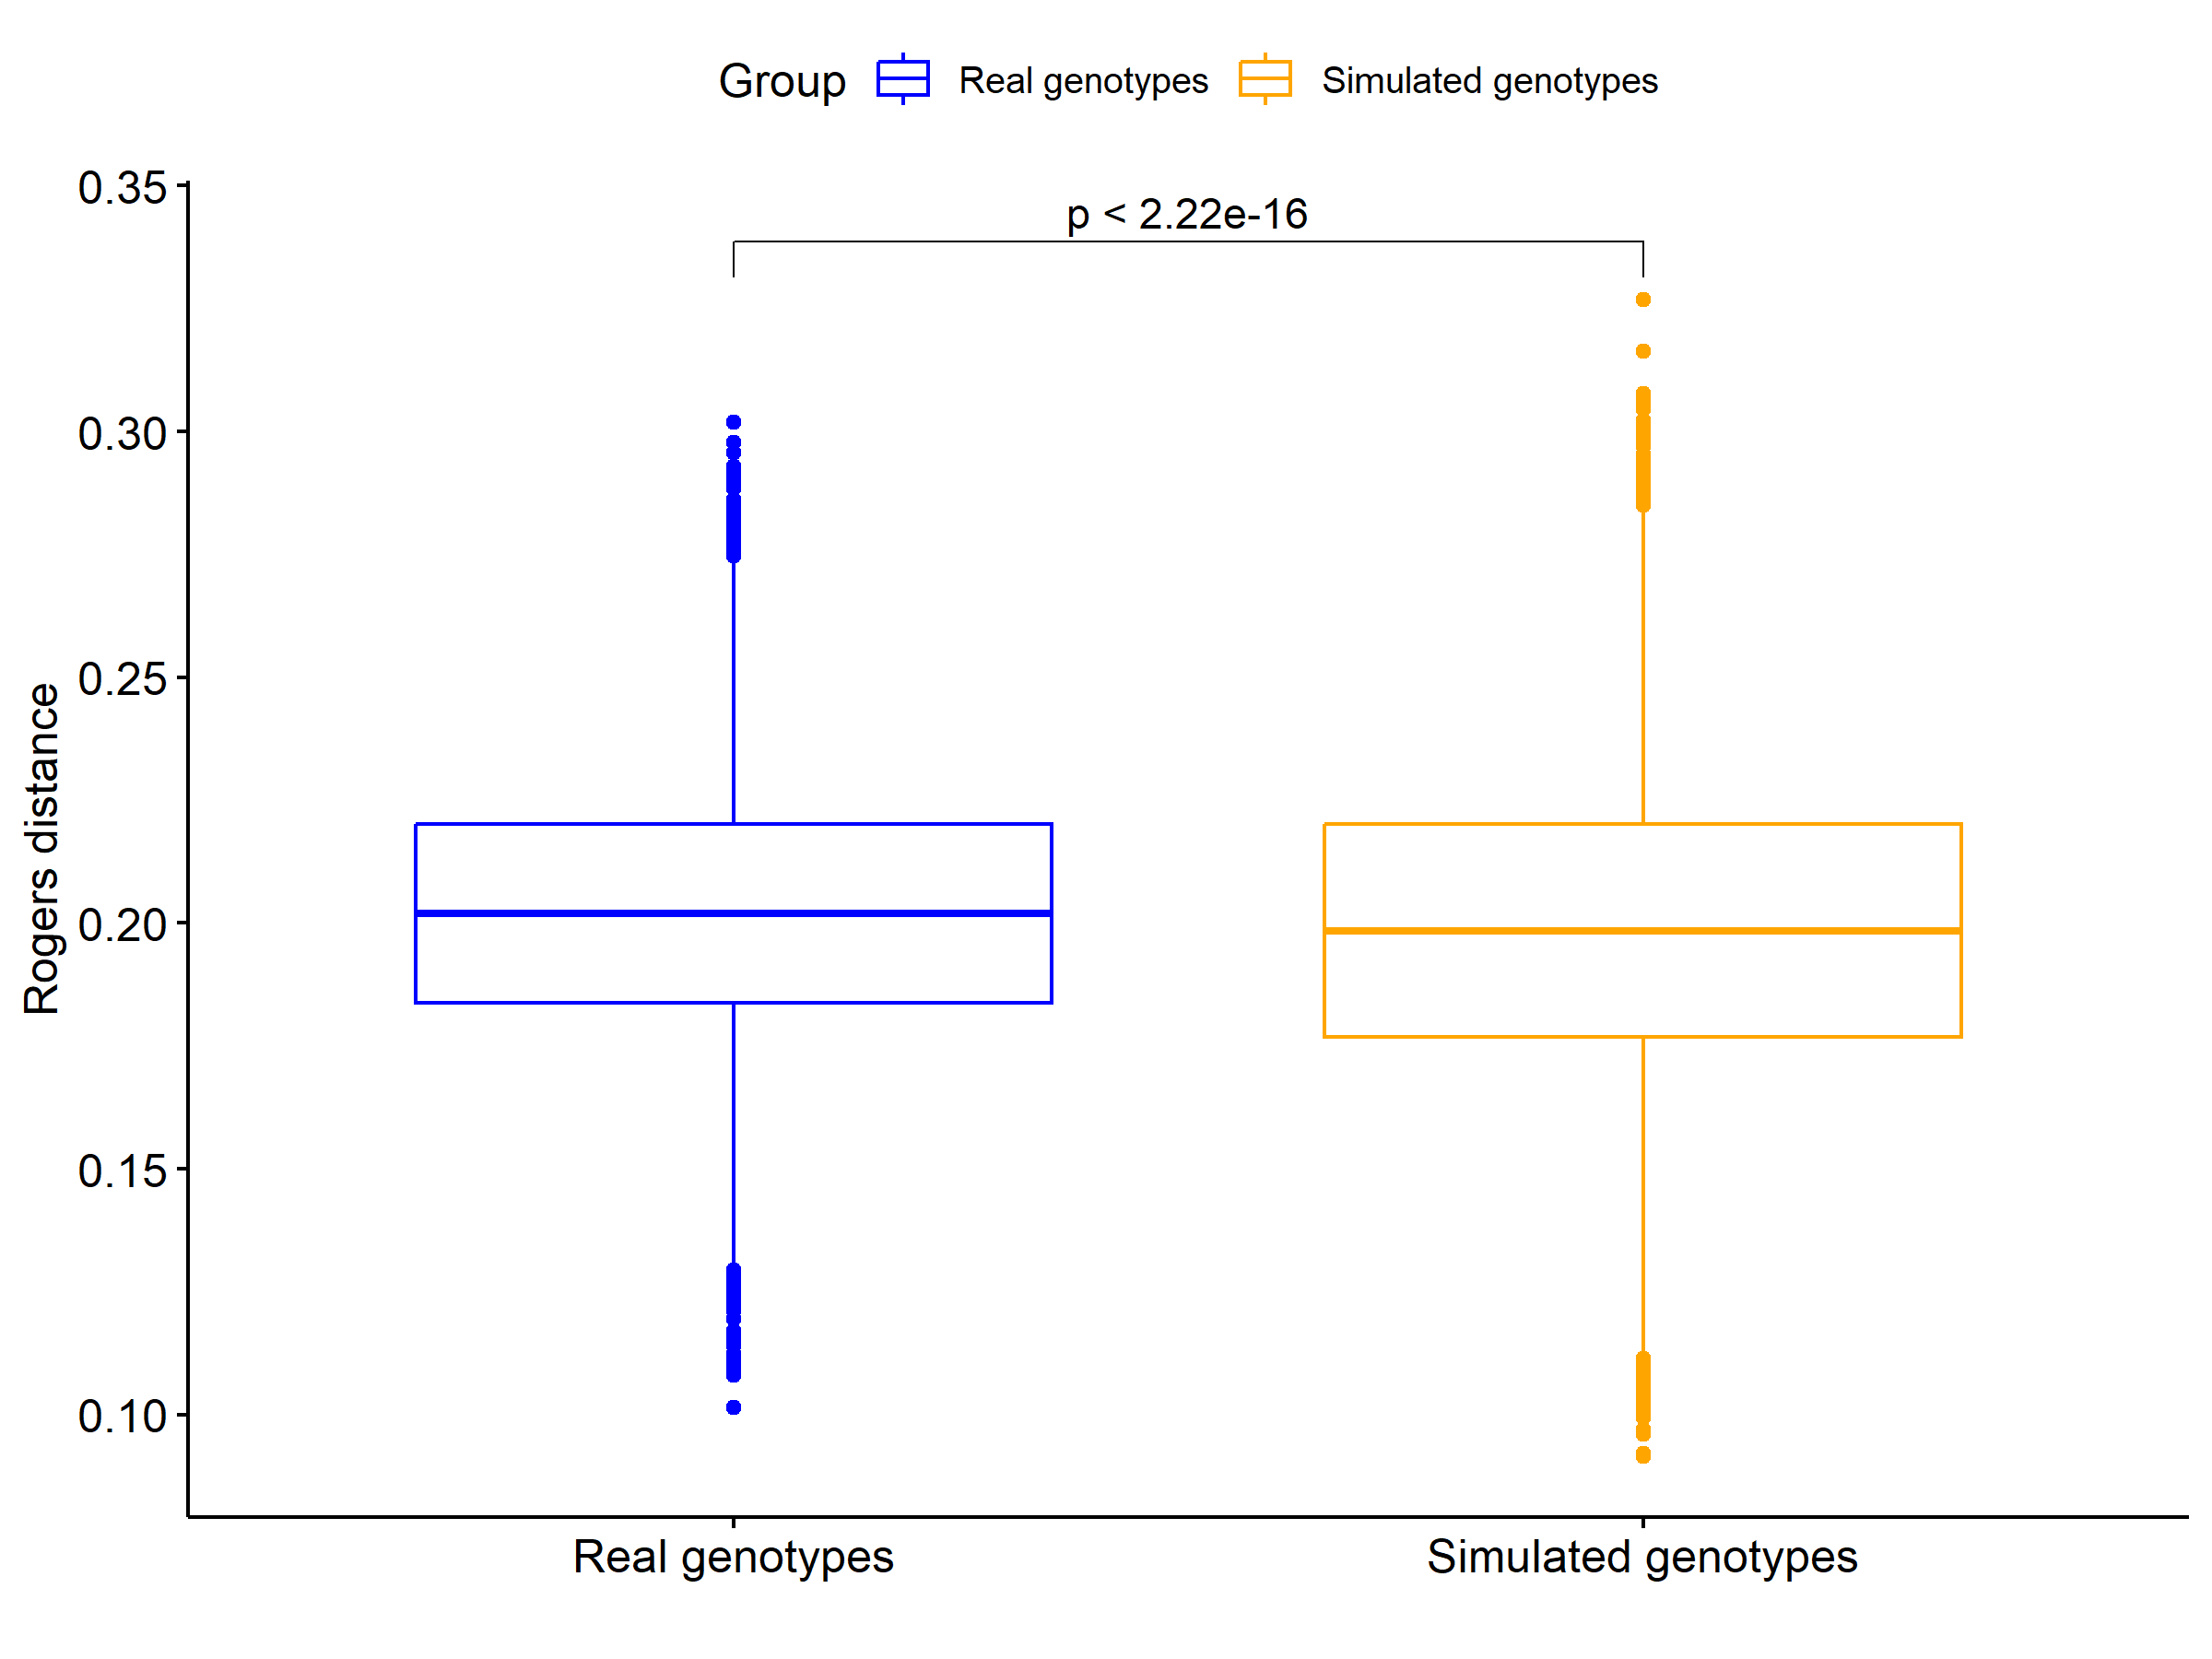 Group Real genotypes Simulated genotypes
0.35
p < 2.22e-16
0.30
0.25
0.20
0.15
0.10
Rogers distance
Real genotypes Simulated genotypes